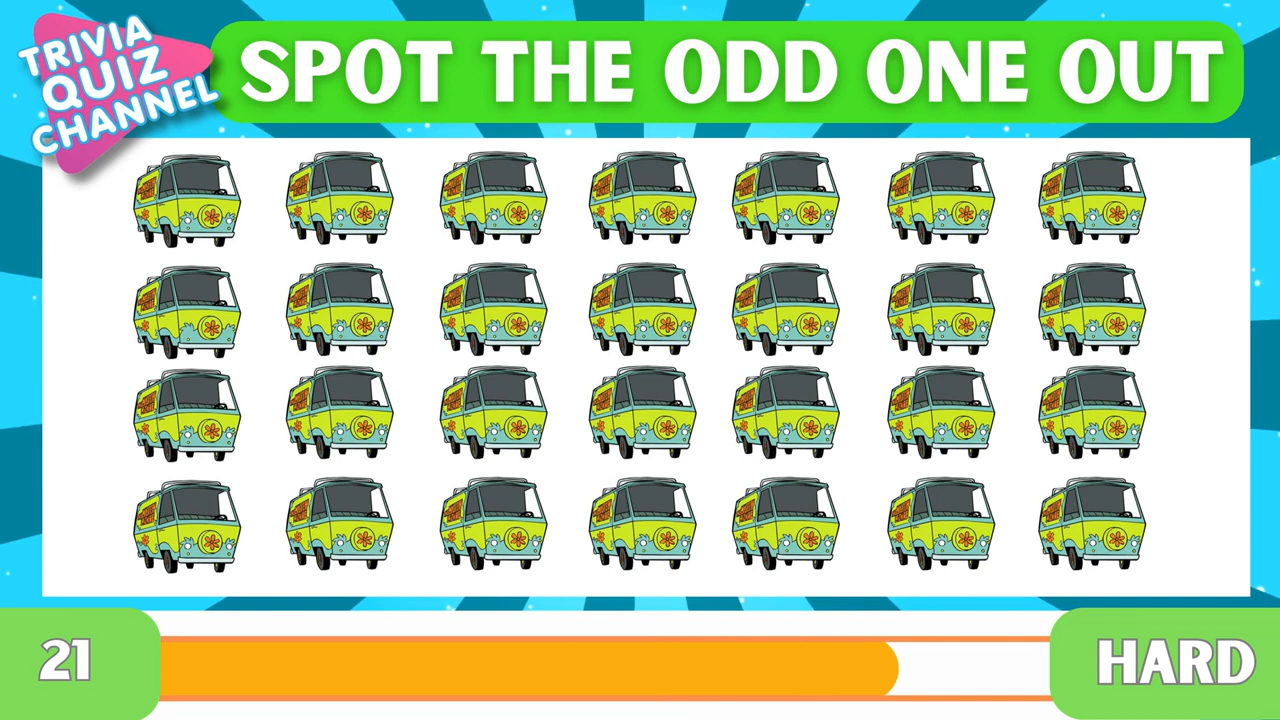 TRIVIA
QUIZ
CHANNEL
SPOT THE ODD ONE OUT
21
HARD